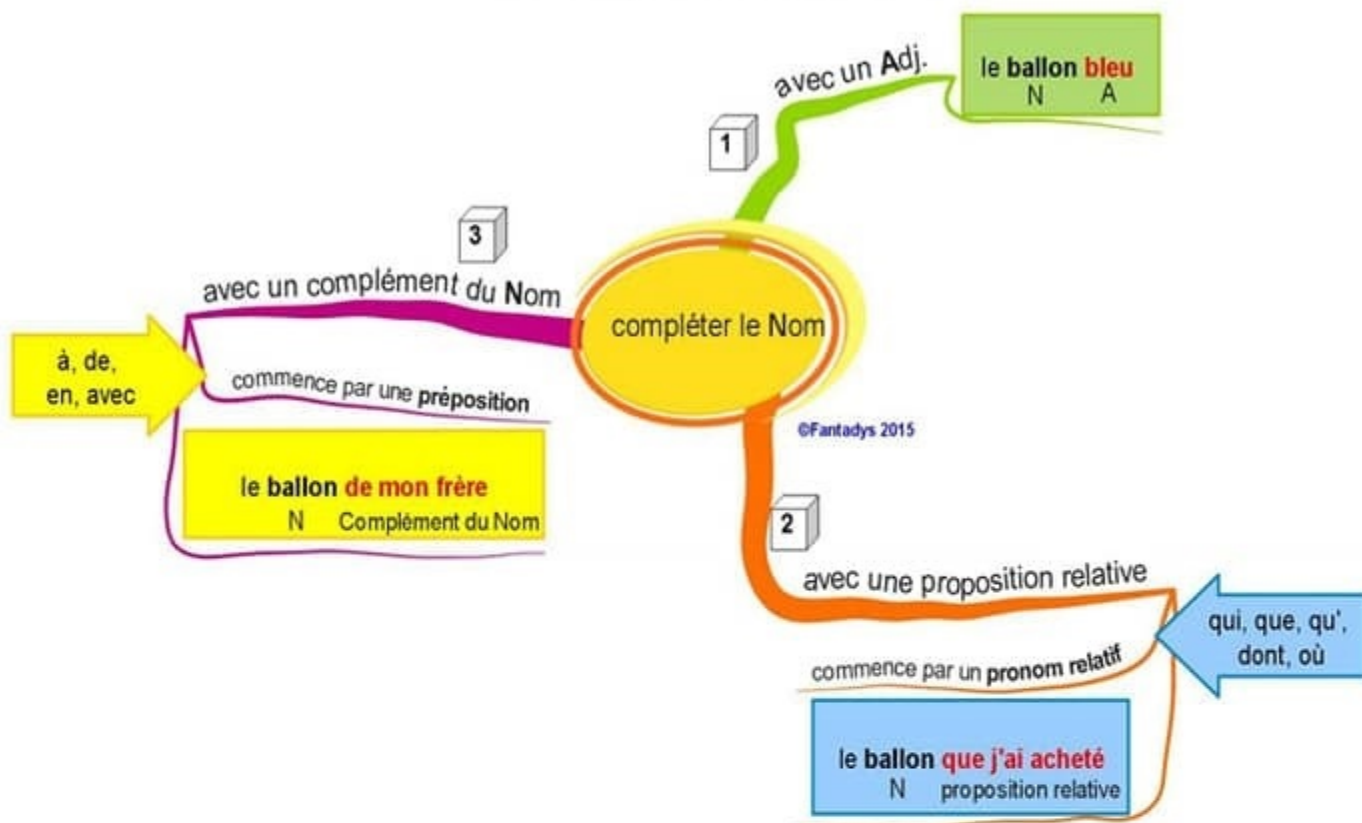 compléter le Nom
1
avec un Adj.
le ballon bleu
N A
2
avec une proposition relative
commence par un pronom relatif
qui, que, qu',
dont, où
le ballon que j'ai acheté
N proposition relative
3
avec un complément du Nom
commence par une préposition
à, de,
en, avec
le ballon de mon frère
N Complément du Nom
©Fantadys 2015